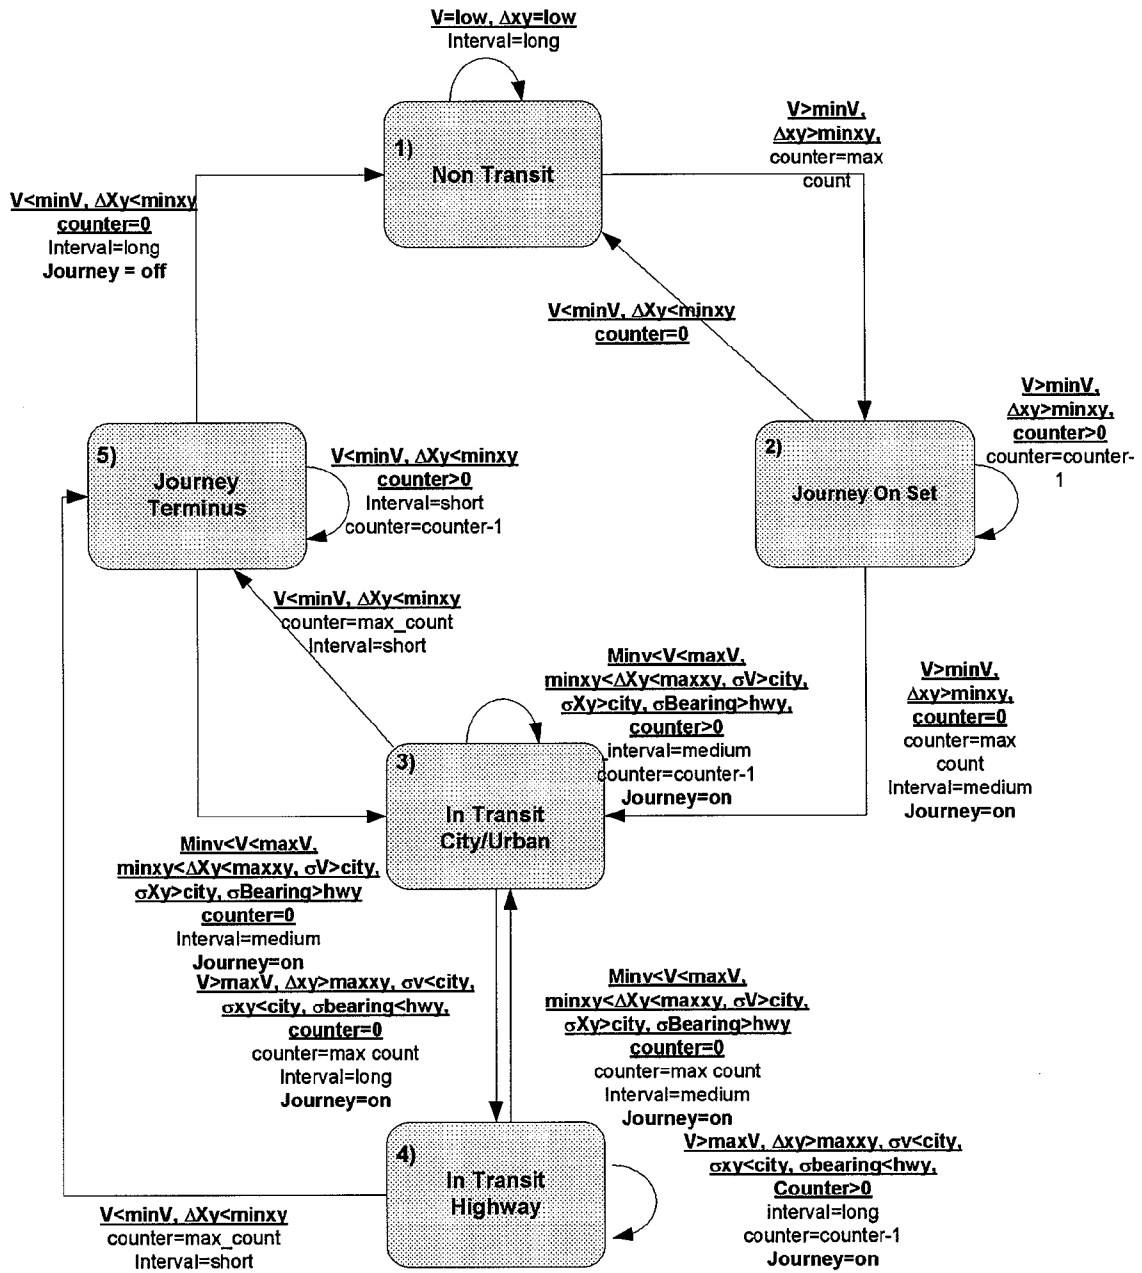 V=low, Δxy=low
Interval=long
1)
Non Transit
V>minV,
Δxy>minxy,
counter=max
count
V<minV, ΔXy<minxy
counter=0
Interval=long
Journey = off
V<minV, ΔXy<minxy
counter=0
V>minV,
Δxy>minxy,
counter>0
counter=counter-
1
2)
Journey On Set
5)
Journey
Terminus
V<minV, ΔXy<minxy
counter>0
Interval=short
counter=counter-1
V<minV, ΔXy<minxy
counter=max_count
Interval=short
Minv<V<maxV,
minxy<ΔXy<maxxy, σV>city,
σXy>city, σBearing>hwy,
counter>0
interval=medium
counter=counter-1
Journey=on
V>minV,
Δxy>minxy,
counter=0
counter=max
count
Interval=medium
Journey=on
3)
In Transit
City/Urban
Minv<V<maxV,
minxy<ΔXy<maxxy, σV>city,
σXy>city, σBearing>hwy
counter=0
Interval=medium
Journey=on
V>maxV, Δxy>maxxy, σv<city,
σxy<city, σbearing<hwy,
counter=0
counter=max count
Interval=long
Journey=on
Minv<V<maxV,
minxy<ΔXy<maxxy, σV>city,
σXy>city, σBearing>hwy
counter=0
counter=max count
Interval=medium
Journey=on
4)
In Transit
Highway
V>maxV, Δxy>maxxy, σv<city,
σxy<city, σbearing<hwy,
Counter>0
interval=long
counter=counter-1
Journey=on
V<minV, ΔXy<minxy
counter=max_count
Interval=short